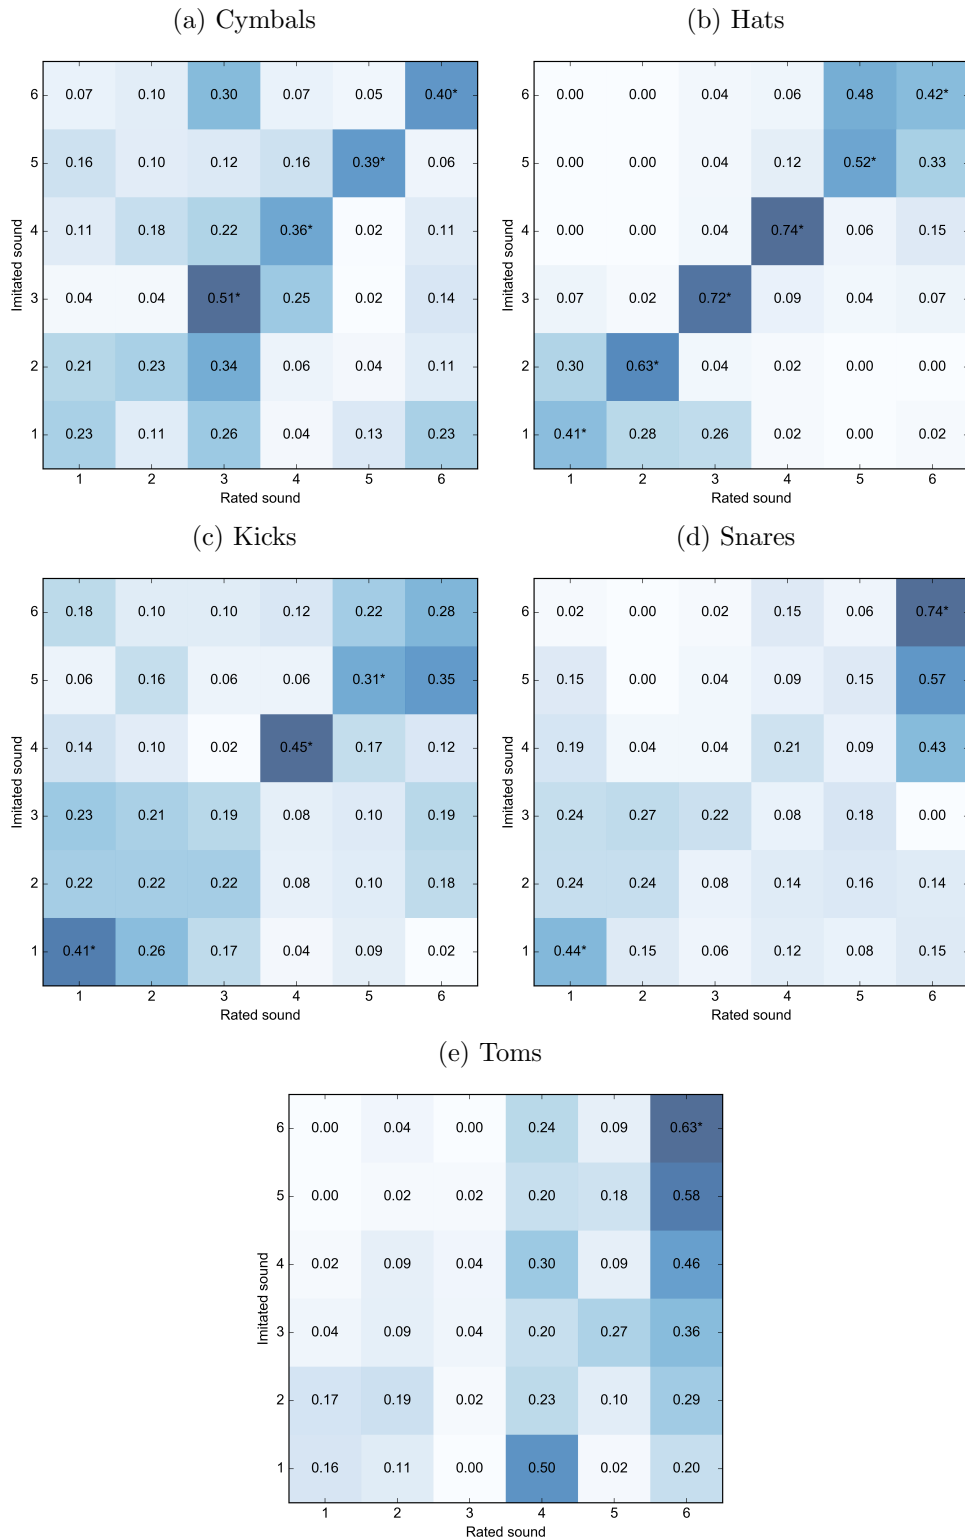 (a) Cymbals
6 0.07 0.10 0.30 0.07 0.05 0.40*
5 0.16 0.10 0.12 0.16 0.39* 0.06
4 0.11 0.18 0.22 0.36* 0.02 0.11
3 0.04 0.04 0.51* 0.25 0.02 0.14
2 0.21 0.23 0.34 0.06 0.04 0.11
1 0.23 0.11 0.26 0.04 0.13 0.23
1 2 3 4 5 6
Imitated sound
Rated sound
(b) Hats
6 0.00 0.00 0.04 0.06 0.48 0.42*
5 0.00 0.00 0.04 0.12 0.52* 0.33
4 0.00 0.00 0.04 0.74* 0.06 0.15
3 0.07 0.02 0.72* 0.09 0.04 0.07
2 0.30 0.63* 0.04 0.02 0.00 0.00
1 0.41* 0.28 0.26 0.02 0.00 0.02
1 2 3 4 5 6
Imitated sound
Rated sound
(c) Kicks
6 0.18 0.10 0.10 0.12 0.22 0.28
5 0.06 0.16 0.06 0.06 0.31* 0.35
4 0.14 0.10 0.02 0.45* 0.17 0.12
3 0.23 0.21 0.19 0.08 0.10 0.19
2 0.22 0.22 0.22 0.08 0.10 0.18
1 0.41* 0.26 0.17 0.04 0.09 0.02
1 2 3 4 5 6
Imitated sound
Rated sound
(d) Snares
6 0.02 0.00 0.02 0.15 0.06 0.74*
5 0.15 0.00 0.04 0.09 0.15 0.57
4 0.19 0.04 0.04 0.21 0.09 0.43
3 0.24 0.27 0.22 0.08 0.18 0.00
2 0.24 0.24 0.08 0.14 0.16 0.14
1 0.44* 0.15 0.06 0.12 0.08 0.15
1 2 3 4 5 6
Imitated sound
Rated sound
(e) Toms
6 0.00 0.04 0.00 0.24 0.09 0.63*
5 0.00 0.02 0.02 0.20 0.18 0.58
4 0.02 0.09 0.04 0.30 0.09 0.46
3 0.04 0.09 0.04 0.20 0.27 0.36
2 0.17 0.19 0.02 0.23 0.10 0.29
1 0.16 0.11 0.00 0.50 0.02 0.20
1 2 3 4 5 6
Imitated sound
Rated sound